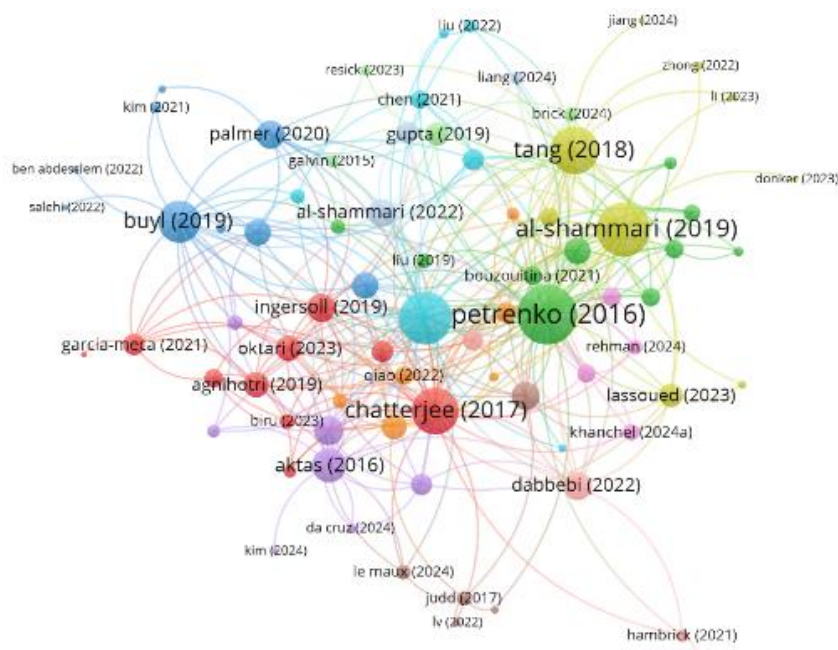 liu (2022)
jiang (2024)
resick (2023)
liang (2024)
zhong (2022)
kim (2021)
chen (2021)
brick (2024)
li (2023)
palmer (2020)
gupta (2019)
tang (2018)
ben abdesslem (2022)
galvin (2015)
donker (2023)
salehi (2022)
buyl (2019)
al-shammari (2022)
al-shammari (2019)
liu (2019)
bouzouitina (2021)
ingersoll (2019)
petrenko (2016)
garcia-meca (2021)
oktari (2023)
rehman (2024)
agnihotri (2019)
qiao (2022)
lassoued (2023)
biru (2023)
chatterjee (2017)
khanchel (2024a)
aktas (2016)
dabbebi (2022)
da cruz (2024)
kim (2024)
le maux (2024)
judd (2017)
lv (2022)
hambrick (2021)